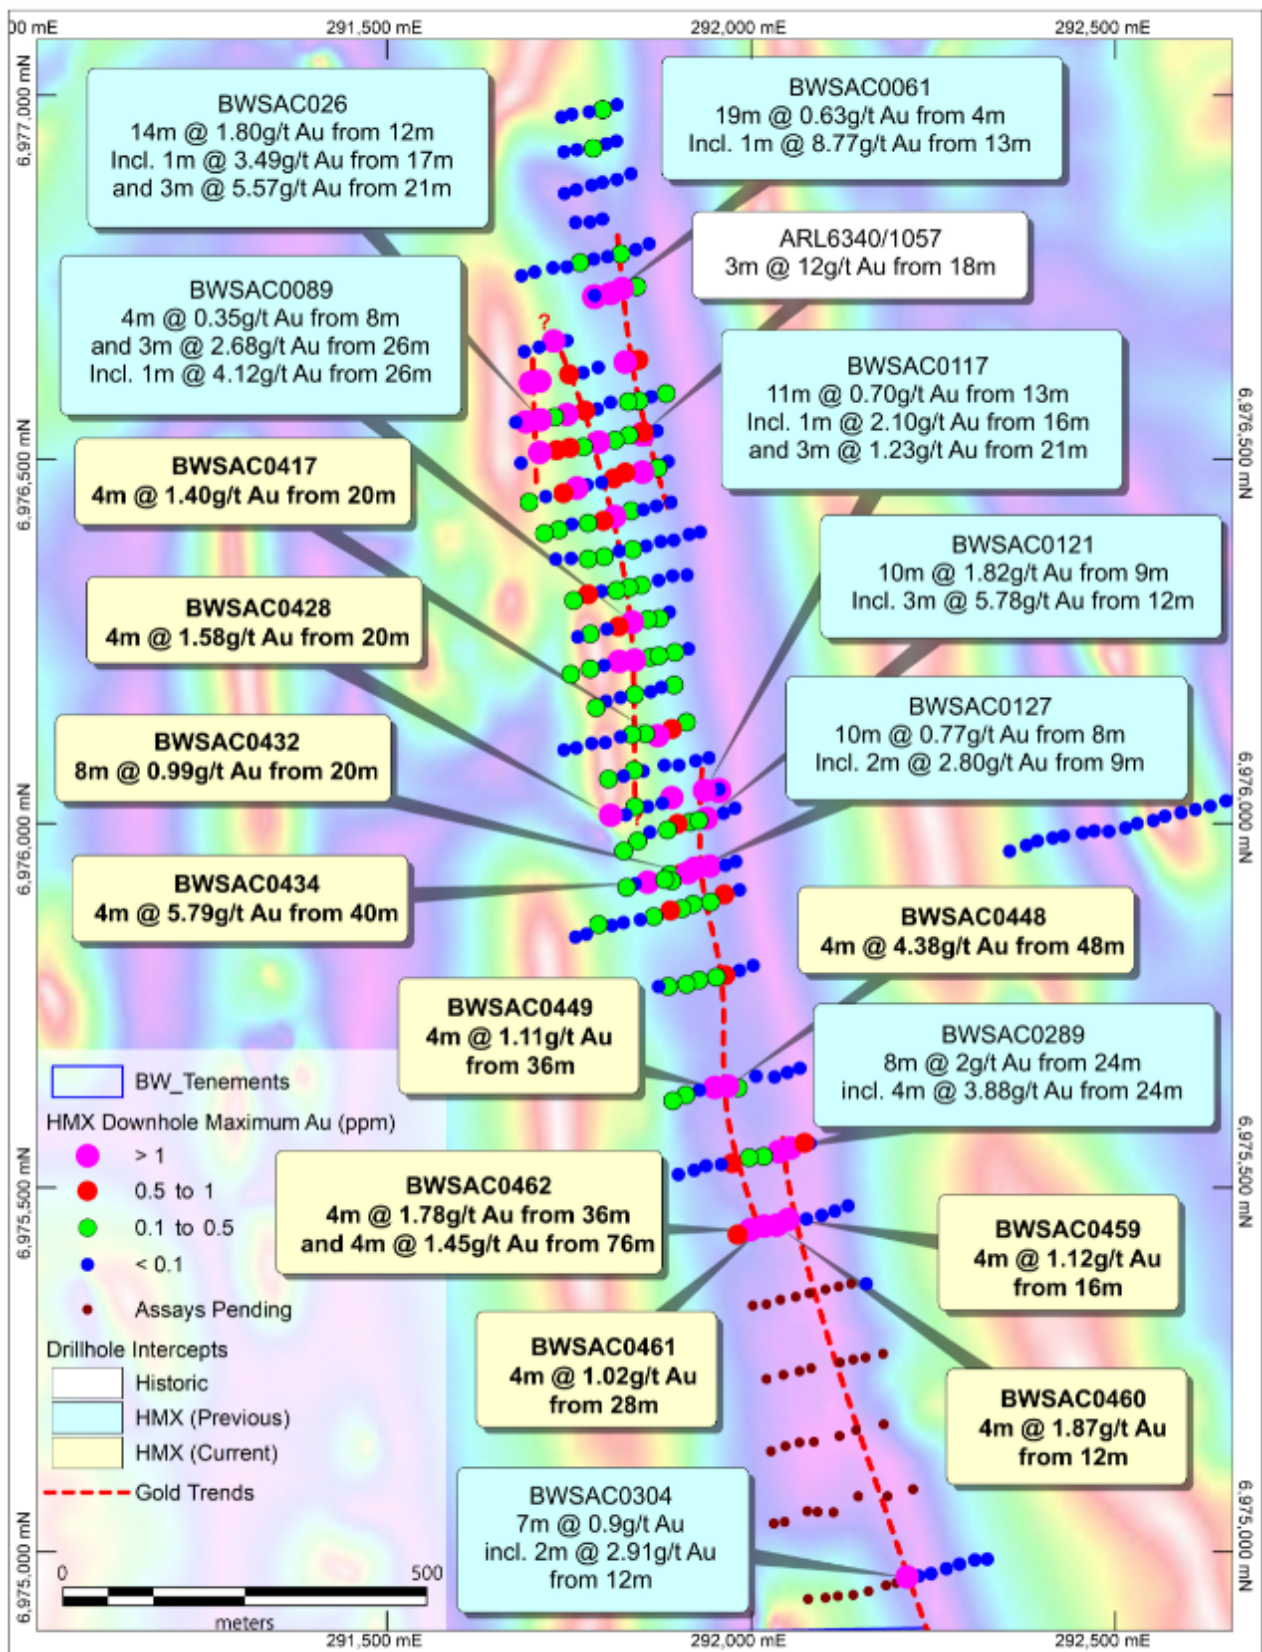 00 mE
291,500 mE
292,000 mE
292,500 mE
6,977,000 mN
BWSAC026
14m @ 1.80g/t Au from 12m
Incl. 1m @ 3.49g/t Au from 17m
and 3m @ 5.57g/t Au from 21m
BWSAC0061
19m @ 0.63g/t Au from 4m
Incl. 1m @ 8.77g/t Au from 13m
ARL6340/1057
3m @ 12g/t Au from 18m
BWSAC0089
4m @ 0.35g/t Au from 8m
and 3m @ 2.68g/t Au from 26m
Incl. 1m @ 4.12g/t Au from 26m
?
BWSAC0117
11m @ 0.70g/t Au from 13m
Incl. 1m @ 2.10g/t Au from 16m
and 3m @ 1.23g/t Au from 21m
6,976,500 mN
6,976,500 mN
BWSAC0417
4m @ 1.40g/t Au from 20m
BWSAC0121
10m @ 1.82g/t Au from 9m
Incl. 3m @ 5.78g/t Au from 12m
BWSAC0428
4m @ 1.58g/t Au from 20m
BWSAC0127
10m @ 0.77g/t Au from 8m
Incl. 2m @ 2.80g/t Au from 9m
BWSAC0432
8m @ 0.99g/t Au from 20m
6,976,000 mN
6,976,000 mN
BWSAC0434
4m @ 5.79g/t Au from 40m
BWSAC0448
4m @ 4.38g/t Au from 48m
BWSAC0449
4m @ 1.11g/t Au
from 36m
BWSAC0289
8m @ 2g/t Au from 24m
incl. 4m @ 3.88g/t Au from 24m
6,975,500 mN
6,975,500 mN
BWSAC0462
4m @ 1.78g/t Au from 36m
and 4m @ 1.45g/t Au from 76m
BWSAC0459
4m @ 1.12g/t Au
from 16m
BWSAC0461
4m @ 1.02g/t Au
from 28m
BWSAC0460
4m @ 1.87g/t Au
from 12m
BWSAC0304
7m @ 0.9g/t Au
incl. 2m @ 2.91g/t Au
from 12m
BW_Tenements
HMX Downhole Maximum Au (ppm)
> 1
0.5 to 1
0.1 to 0.5
< 0.1
Assays Pending
Drillhole Intercepts
Historic
HMX (Previous)
HMX (Current)
Gold Trends
0
500
meters
6,975,000 mN
6,975,000 mN
291,500 mE
292,000 mE
292,500 mE